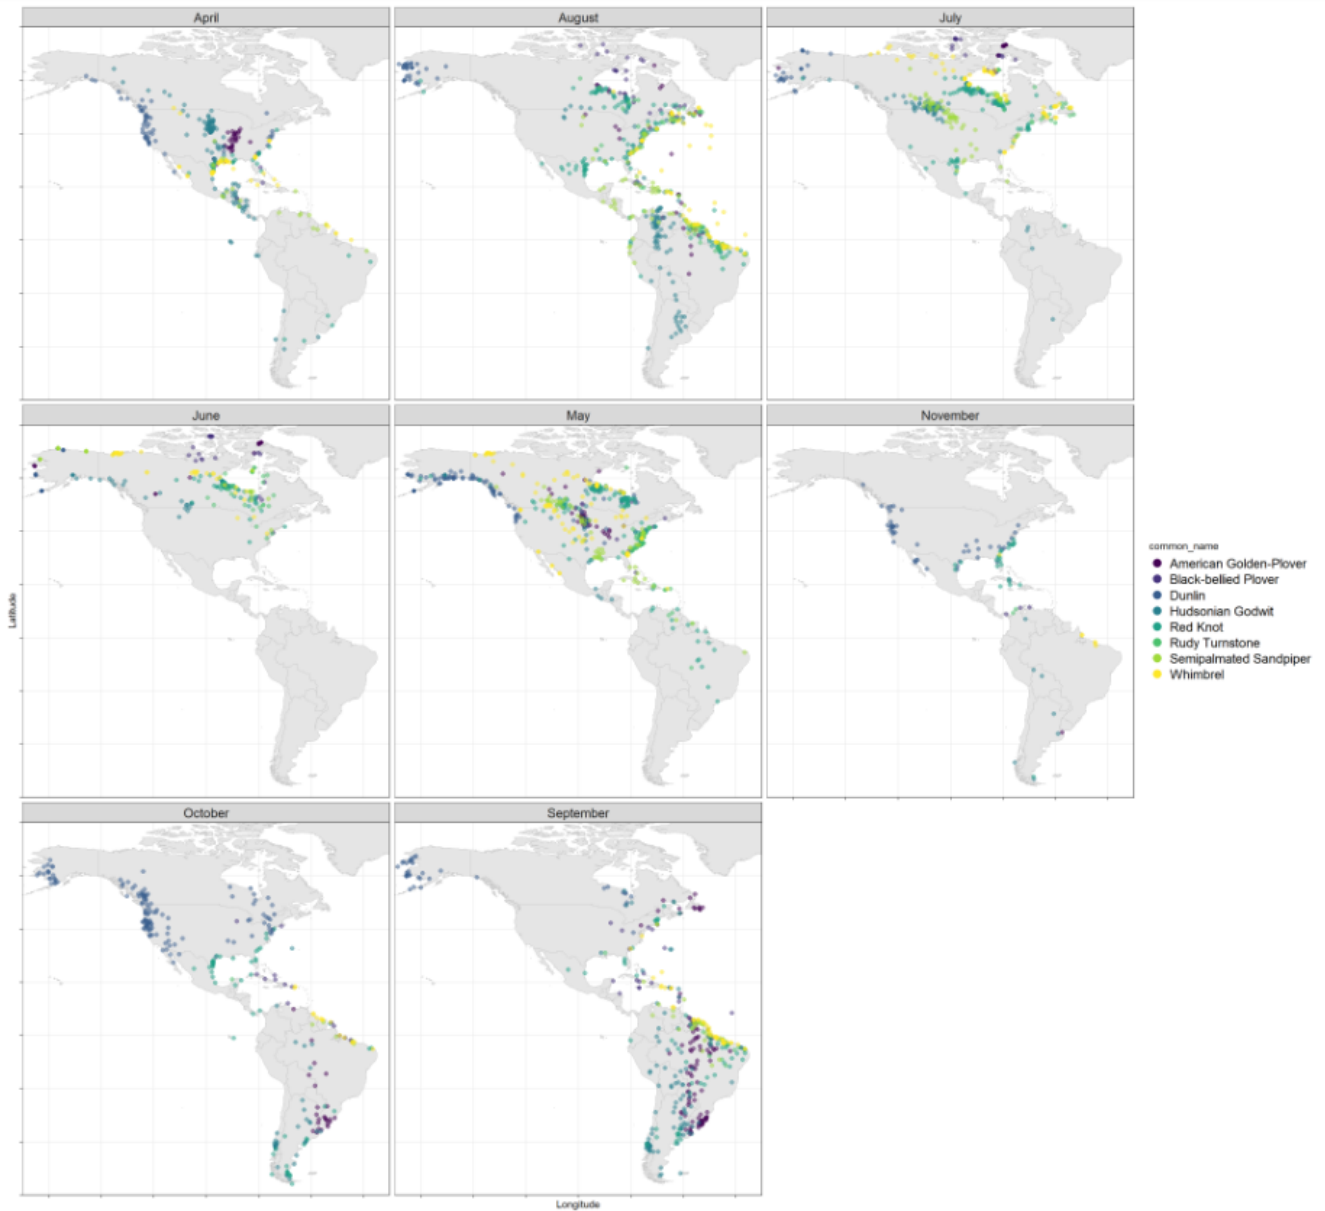 April
August
July
June
May
November
October
September
Latitude
Longitude
common_name
American Golden-Plover
Black-bellied Plover
Dunlin
Hudsonian Godwit
Red Knot
Rudy Turnstone
Semipalmated Sandpiper
Whimbrel